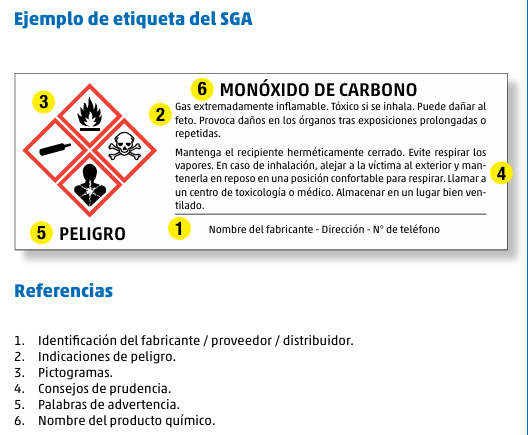 Ejemplo de etiqueta del SGA
3
6 MONÓXIDO DE CARBONO
2 Gas extremadamente inflamable. Tóxico si se inhala. Puede dañar al
feto. Provoca daños en los órganos tras exposiciones prolongadas o
repetidas.
Mantenga el recipiente herméticamente cerrado. Evite respirar los
vapores. En caso de inhalación, alejar a la víctima al exterior y man-
tenerla en reposo en una posición confortable para respirar. Llamar a
un centro de toxicología o médico. Almacenar en un lugar bien ven-
tilado.
4
5 PELIGRO
1 Nombre del fabricante - Dirección - N° de teléfono
Referencias
1. Identificación del fabricante / proveedor / distribuidor.
2. Indicaciones de peligro.
3. Pictogramas.
4. Consejos de prudencia.
5. Palabras de advertencia.
6. Nombre del producto químico.